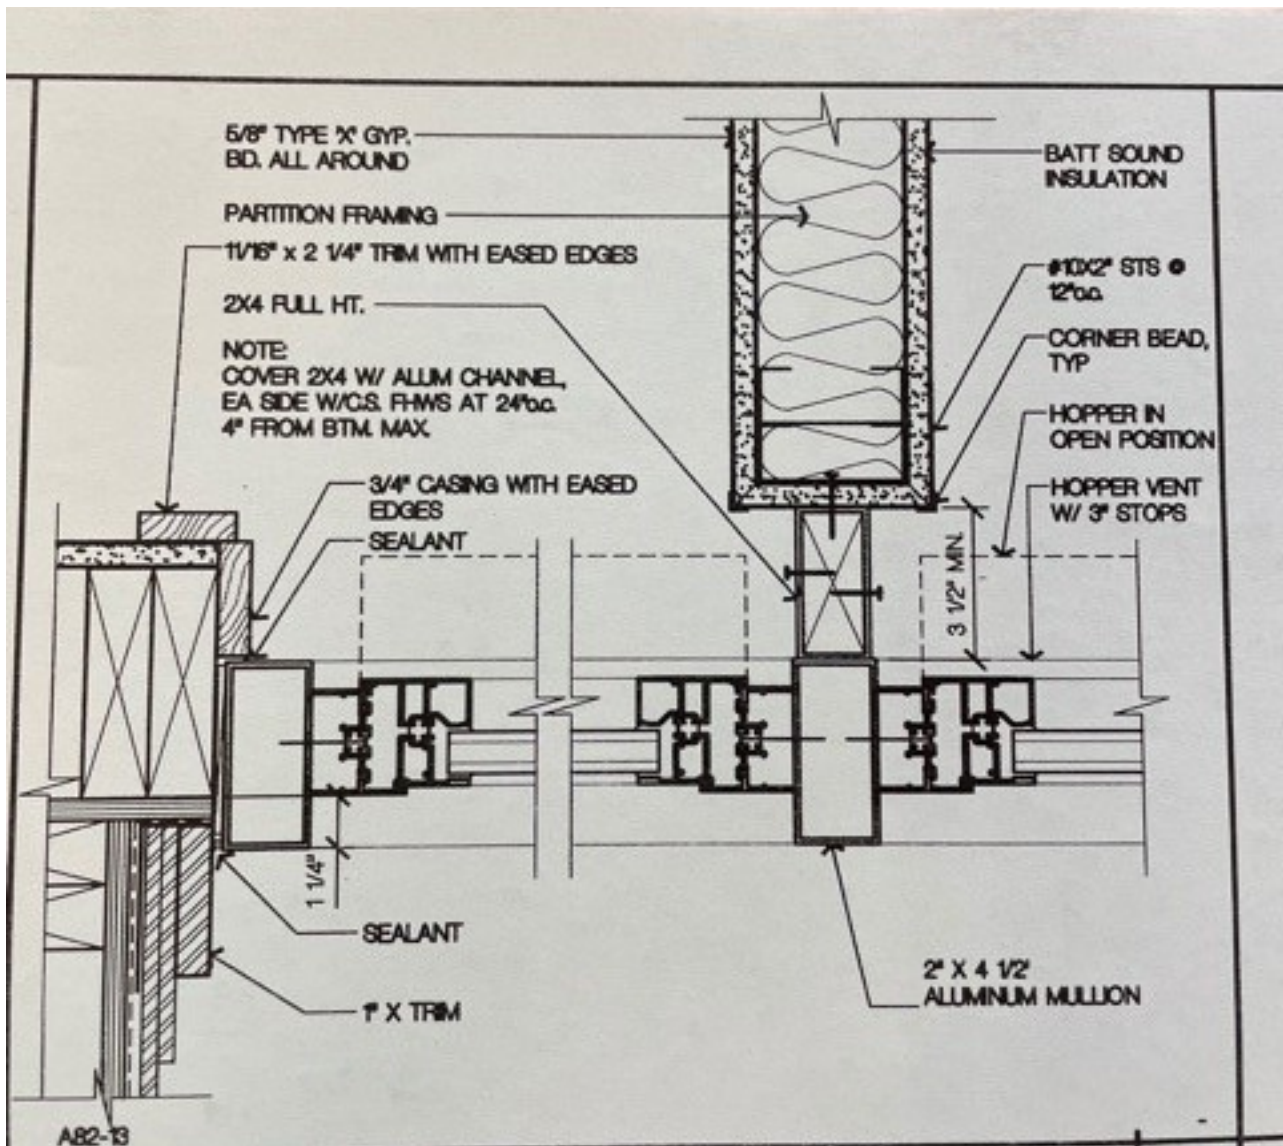 5/8" TYPE 'X' GYP.
BD. ALL AROUND
PARTITION FRAMING
11/16" x 2 1/4" TRIM WITH EASED EDGES
2X4 FULL HT.
NOTE:
COVER 2X4 W/ ALUM CHANNEL,
EA SIDE W/C.S. FHWS AT 24"o.c.
4" FROM BTM. MAX.
3/4" CASING WITH EASED
EDGES
SEALANT
BATT SOUND
INSULATION
#10X2" STS @
12"o.c.
CORNER BEAD,
TYP
HOPPER IN
OPEN POSITION
HOPPER VENT
W/ 3" STOPS
3 1/2" MIN.
1 1/4"
SEALANT
1" X TRIM
2" X 4 1/2'
ALUMINUM MULLION
A82-13